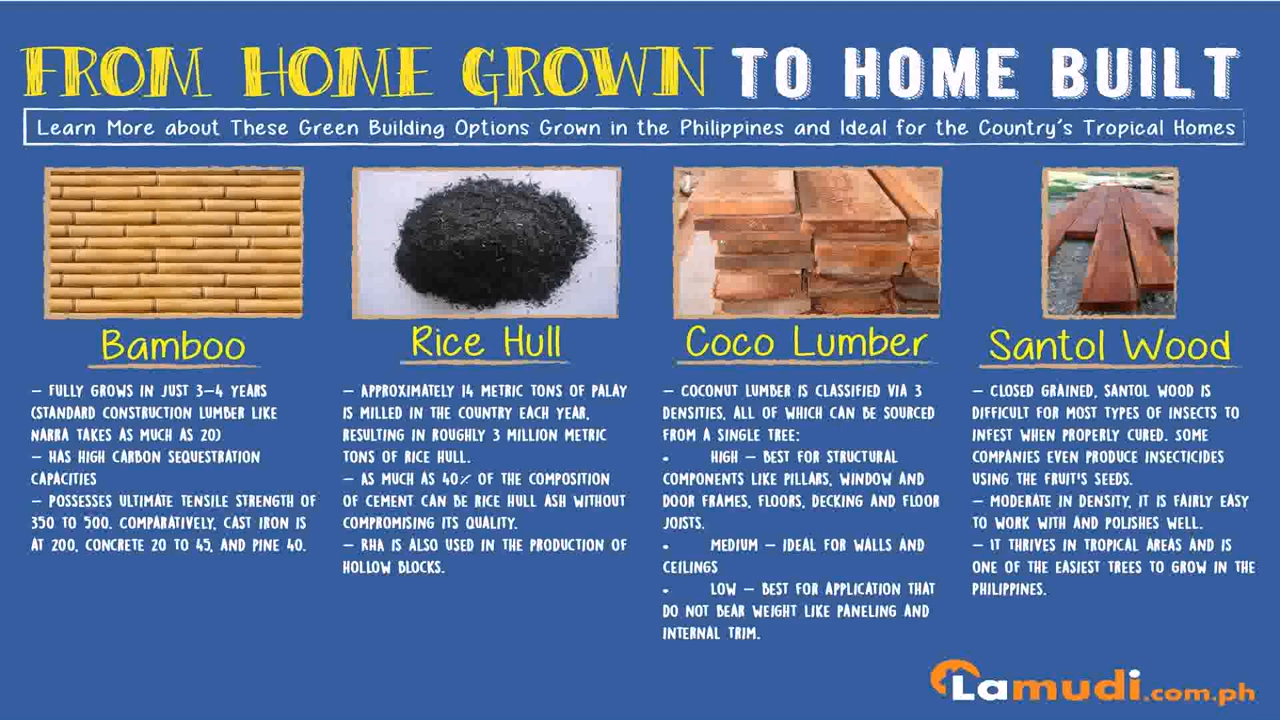 FROM HOME GROWN TO HOME BUILT
Learn More about These Green Building Options Grown in the Philippines and Ideal for the Country's Tropical Homes
Bamboo
– FULLY GROWS IN JUST 3–4 YEARS
(STANDARD CONSTRUCTION LUMBER LIKE
NARRA TAKES AS MUCH AS 20)
– HAS HIGH CARBON SEQUESTRATION
CAPACITIES
– POSSESSES ULTIMATE TENSILE STRENGTH OF
350 TO 500. COMPARATIVELY, CAST IRON IS
AT 200, CONCRETE 20 TO 45, AND PINE 40.
Rice Hull
– APPROXIMATELY 14 METRIC TONS OF PALAY
IS MILLED IN THE COUNTRY EACH YEAR,
RESULTING IN ROUGHLY 3 MILLION METRIC
TONS OF RICE HULL.
– AS MUCH AS 40% OF THE COMPOSITION
OF CEMENT CAN BE RICE HULL ASH WITHOUT
COMPROMISING ITS QUALITY.
– RHA IS ALSO USED IN THE PRODUCTION OF
HOLLOW BLOCKS.
Coco Lumber
– COCONUT LUMBER IS CLASSIFIED VIA 3
DENSITIES, ALL OF WHICH CAN BE SOURCED
FROM A SINGLE TREE:
• HIGH – BEST FOR STRUCTURAL
COMPONENTS LIKE PILLARS, WINDOW AND
DOOR FRAMES, FLOORS, DECKING AND FLOOR
JOISTS.
• MEDIUM – IDEAL FOR WALLS AND
CEILINGS
• LOW – BEST FOR APPLICATION THAT
DO NOT BEAR WEIGHT LIKE PANELING AND
INTERNAL TRIM.
Santol Wood
– CLOSED GRAINED, SANTOL WOOD IS
DIFFICULT FOR MOST TYPES OF INSECTS TO
INFEST WHEN PROPERLY CURED. SOME
COMPANIES EVEN PRODUCE INSECTICIDES
USING THE FRUIT'S SEEDS.
– MODERATE IN DENSITY, IT IS FAIRLY EASY
TO WORK WITH AND POLISHES WELL.
– IT THRIVES IN TROPICAL AREAS AND IS
ONE OF THE EASIEST TREES TO GROW IN THE
PHILIPPINES.
Lamudi.com.ph